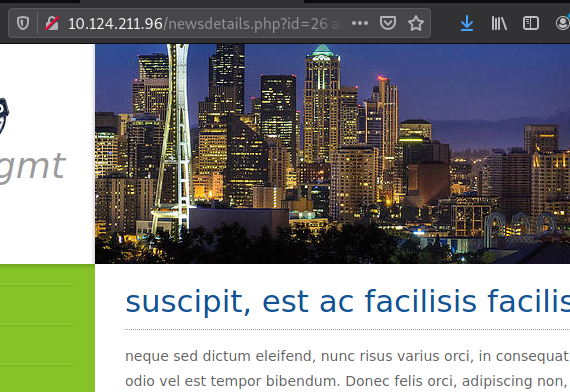 10.124.211.96/newsdetails.php?id=26 a
gmt
suscipit, est ac facilisis facilis
neque sed dictum eleifend, nunc risus varius orci, in consequat
odio vel est tempor bibendum. Donec felis orci, adipiscing non,